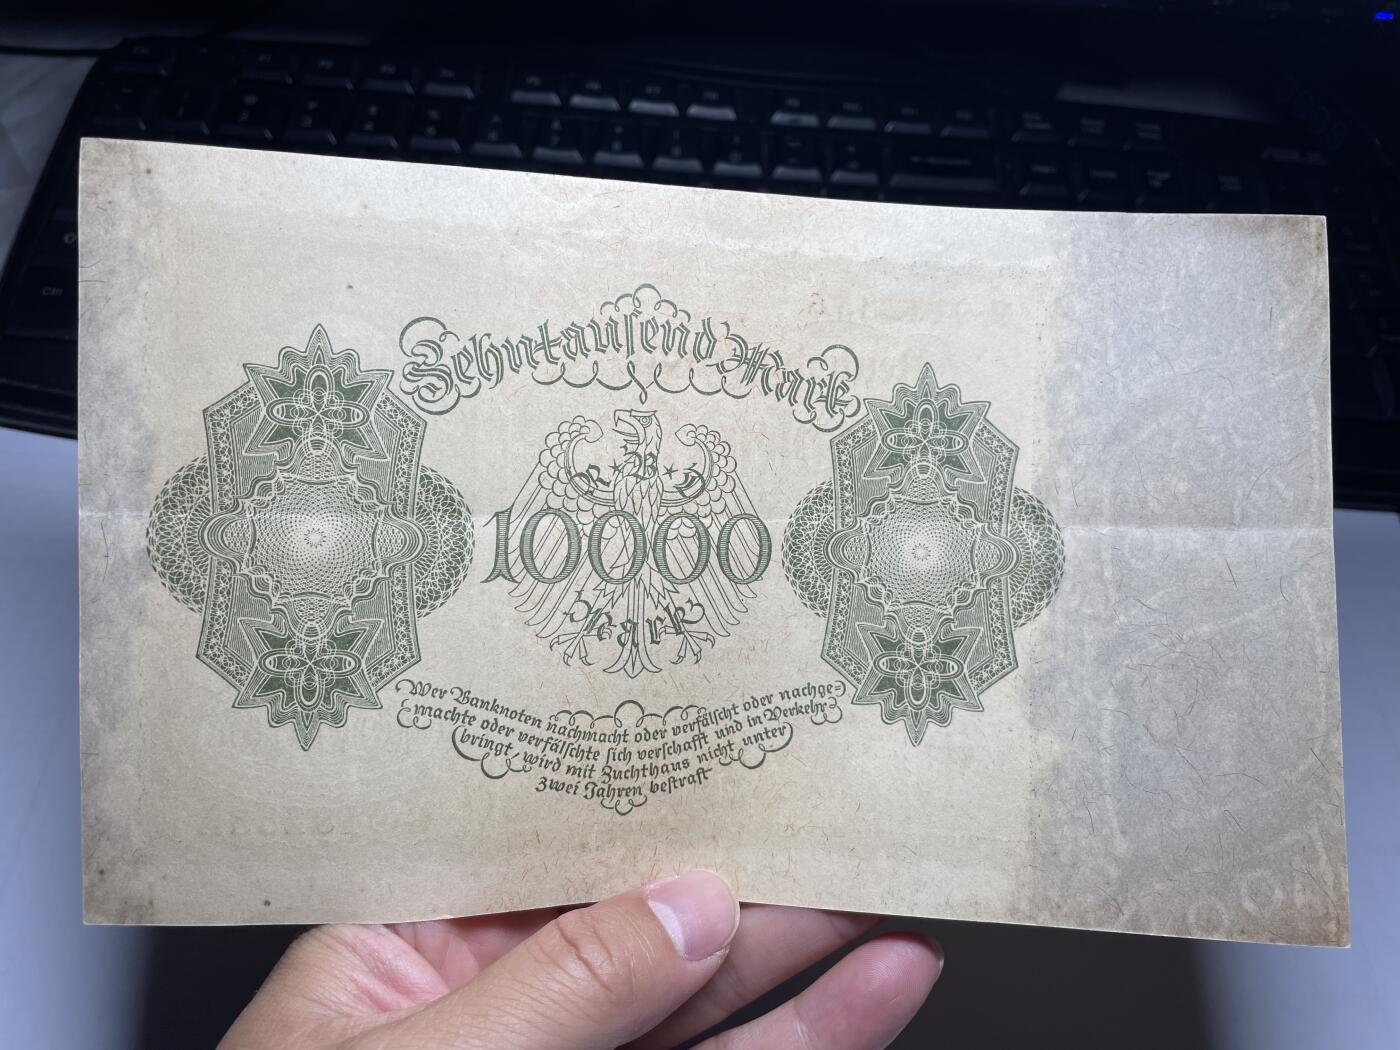 Zehntausend Mark
R★B★D
10000
Mark
Wer Banknoten nachmacht oder verfälscht oder nachge=
machte oder verfälschte sich verschafft und in Verkehr
bringt, wird mit Zuchthaus nicht unter
zwei Jahren bestraft